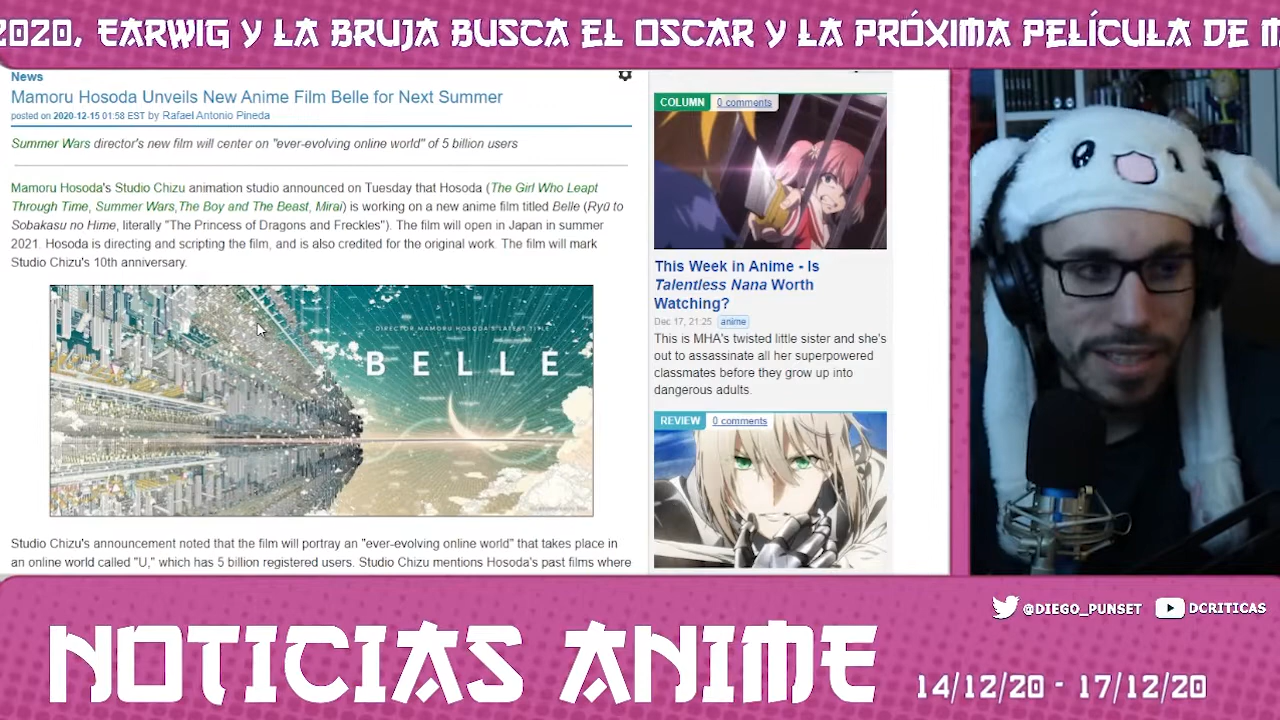 2020, EARWIG Y LA BRUJA BUSCA EL OSCAR Y LA PRÓXIMA PELÍCULA DE M
News
Mamoru Hosoda Unveils New Anime Film Belle for Next Summer
posted on 2020-12-15 01:58 EST by Rafael Antonio Pineda
Summer Wars director's new film will center on "ever-evolving online world" of 5 billion users
Mamoru Hosoda's Studio Chizu animation studio announced on Tuesday that Hosoda (The Girl Who Leapt
Through Time, Summer Wars,The Boy and The Beast, Mirai) is working on a new anime film titled Belle (Ryū to
Sobakasu no Hime, literally "The Princess of Dragons and Freckles"). The film will open in Japan in summer
2021. Hosoda is directing and scripting the film, and is also credited for the original work. The film will mark
Studio Chizu's 10th anniversary.
DIRECTOR MAMORU HOSODA'S LATEST TITLE
BELLE
Studio Chizu's announcement noted that the film will portray an "ever-evolving online world" that takes place in
an online world called "U," which has 5 billion registered users. Studio Chizu mentions Hosoda's past films where
COLUMN 0 comments
This Week in Anime - Is
Talentless Nana Worth
Watching?
Dec 17, 21:25 anime
This is MHA's twisted little sister and she's
out to assassinate all her superpowered
classmates before they grow up into
dangerous adults.
REVIEW 0 comments
@DIEGO_PUNSET DCRITICAS
NOTICIAS ANIME
14/12/20 - 17/12/20